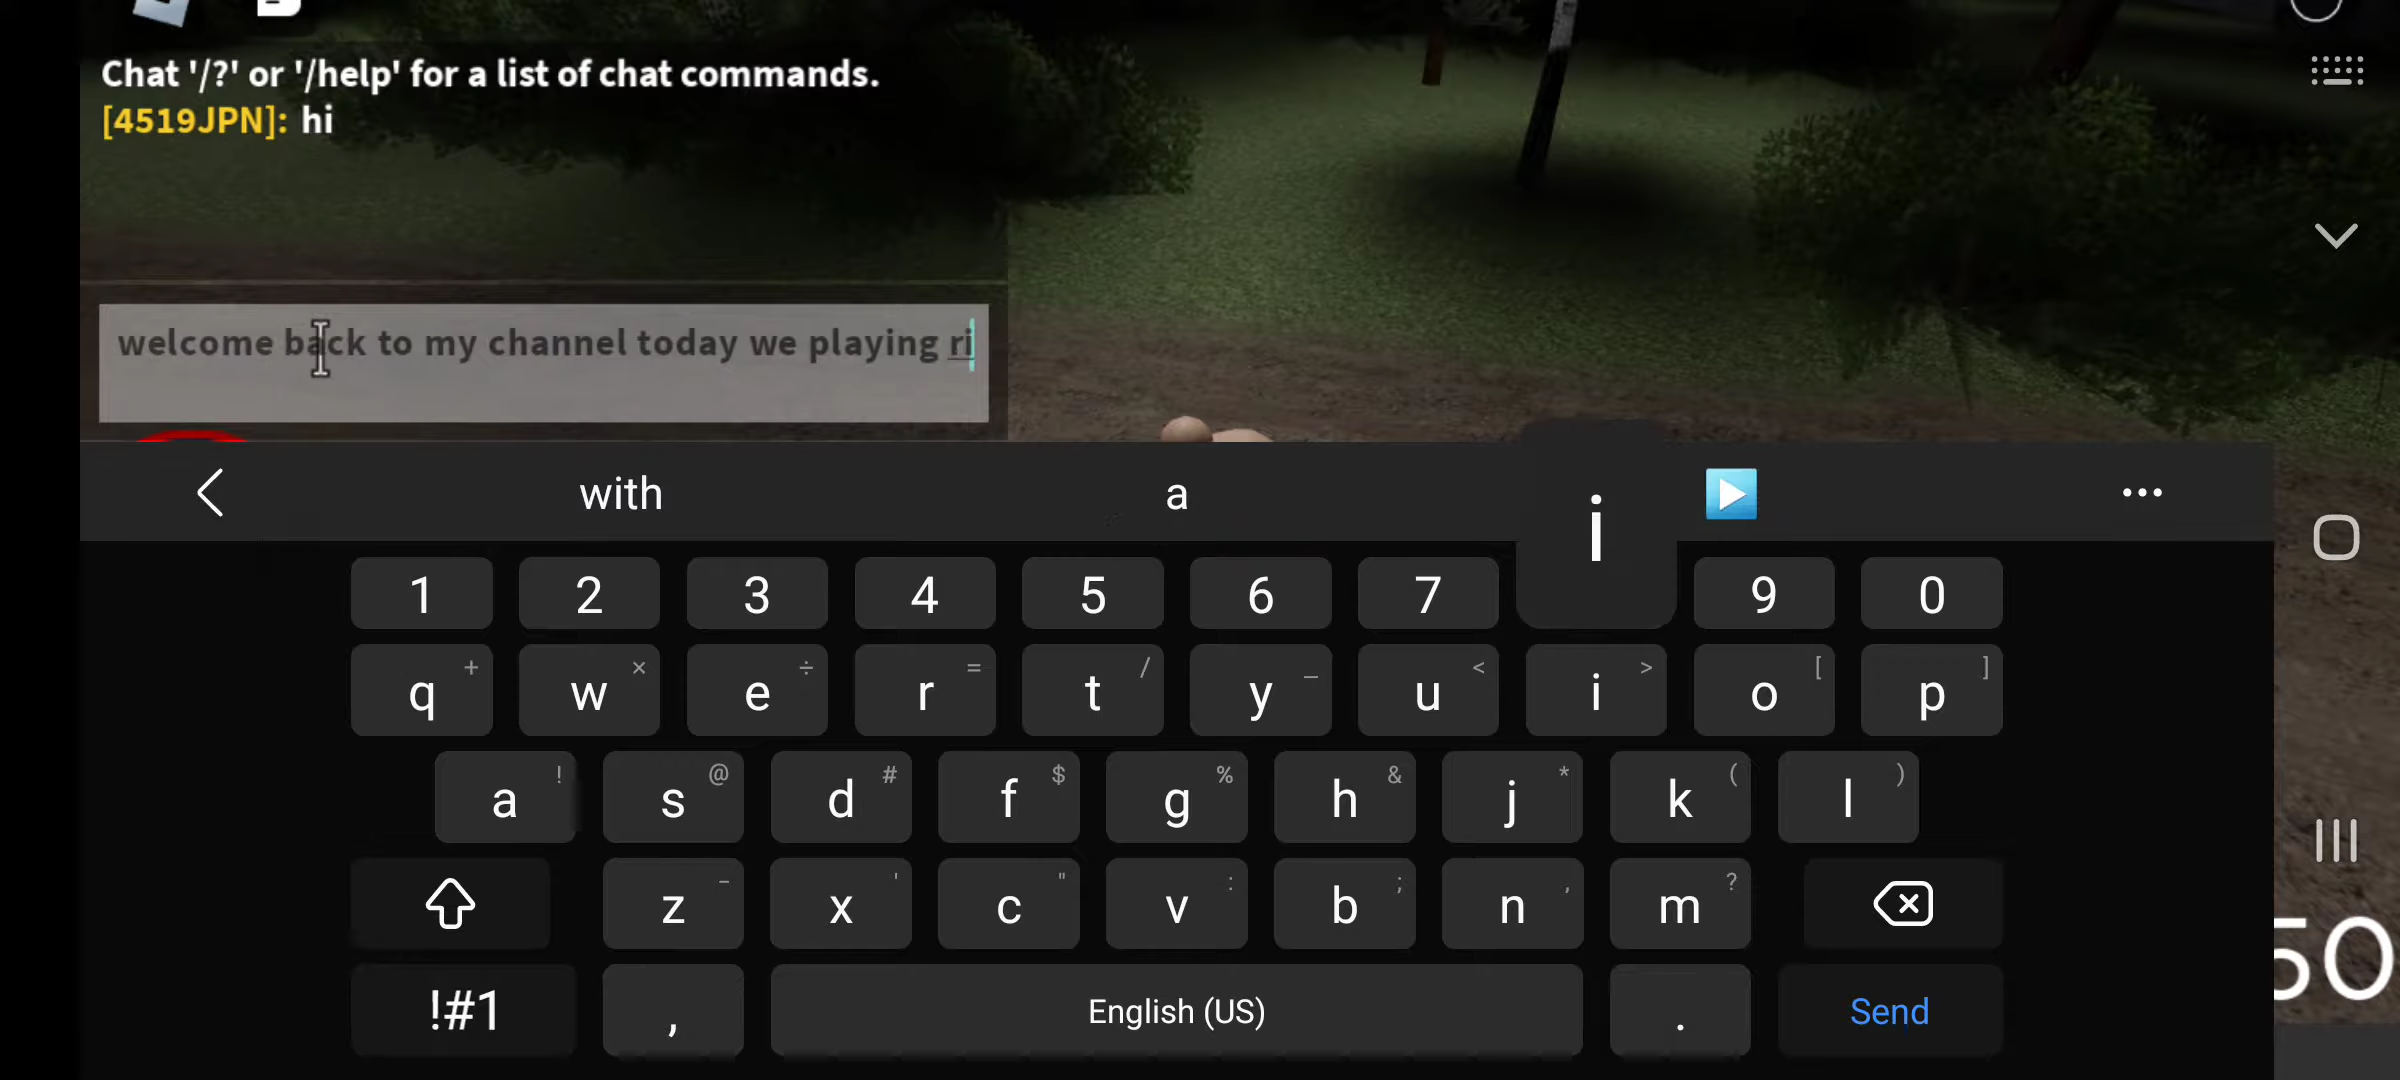 Chat '/?' or '/help' for a list of chat commands.
[4519JPN]: hi
welcome back to my channel today we playing ri
with a i
1 2 3 4 5 6 7 9 0
+ × ÷ = / _ < > [ ]
q w e r t y u i o p
! @ # $ % & * ( )
a s d f g h j k l
- ' " : ; , ?
z x c v b n m
50
!#1 , English (US) . Send